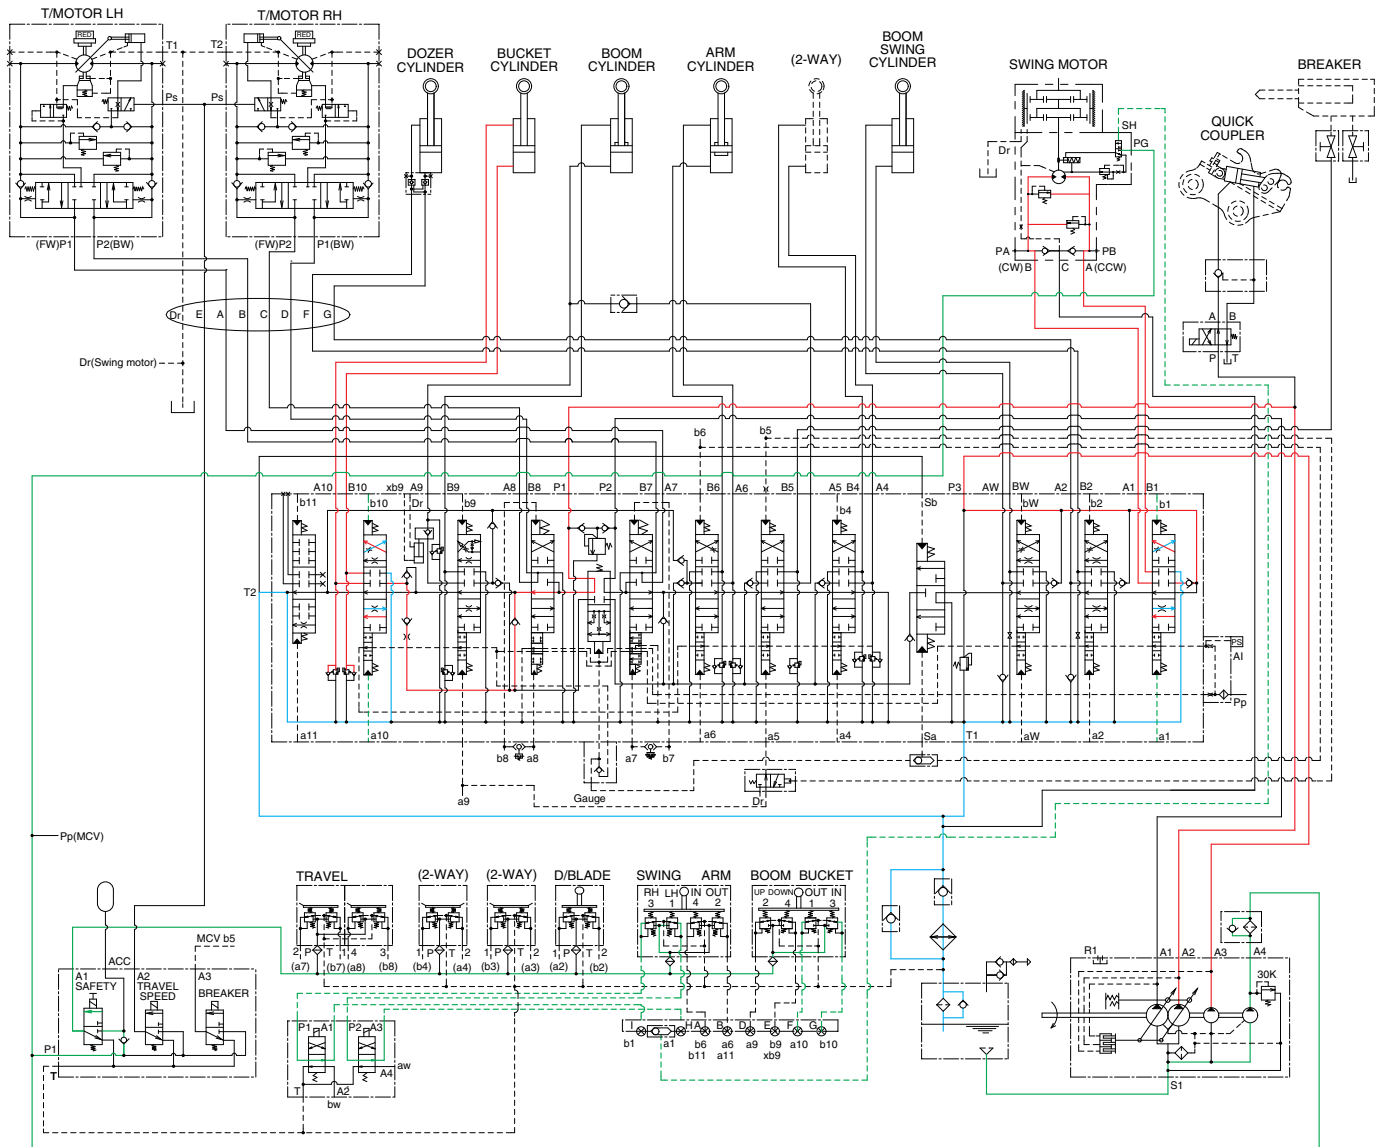 T/MOTOR LH
T/MOTOR RH
RED
RED
T1
T2
Ps
Ps
(FW)P1
P2(BW)
(FW)P2
P1(BW)
DOZER
CYLINDER
BUCKET
CYLINDER
BOOM
CYLINDER
ARM
CYLINDER
(2-WAY)
BOOM
SWING
CYLINDER
SWING MOTOR
SH
PG
Dr
PA
PB
(CW) B
C
A (CCW)
BREAKER
QUICK
COUPLER
A B
P T
Dr E A B C D F G
Dr(Swing motor)
b6
b5
A10 B10 xb9 A9 B9 A8 B8 P1 P2 B7 A7 B6 A6 B5 A5 B4 A4 Sb P3 AW BW A2 B2 A1 B1
b11
b10
Dr
b9
b4
bW
b2
b1
T2
PS
AI
Pp
a11
a10
b8 a8
a7
b7
a6
a5
a4
Sa
T1
aW
a2
a1
a9
Gauge
Dr
Pp(MCV)
TRAVEL
(2-WAY)
(2-WAY)
D/BLADE
SWING ARM
BOOM BUCKET
RH LH IN OUT
3 1 4 2
UP DOWN OUT IN
2 4 1 3
2 P T 4 3
(a7) (b7) (a8) (b8)
1 P T 2
(b4) (a4)
1 P T 2
(b3) (a3)
1 P T 2
(a2) (b2)
MCV b5
ACC
A1
SAFETY
A2
TRAVEL
SPEED
A3
BREAKER
P1
T
P1 A1 P2 A3
aw
A4
T
A2
bw
I H A B D E F G
b1 a1 b6 a6 a9 b9 a10 b10
b11 a11 xb9
R1
A1 A2 A3 A4
30K
S1